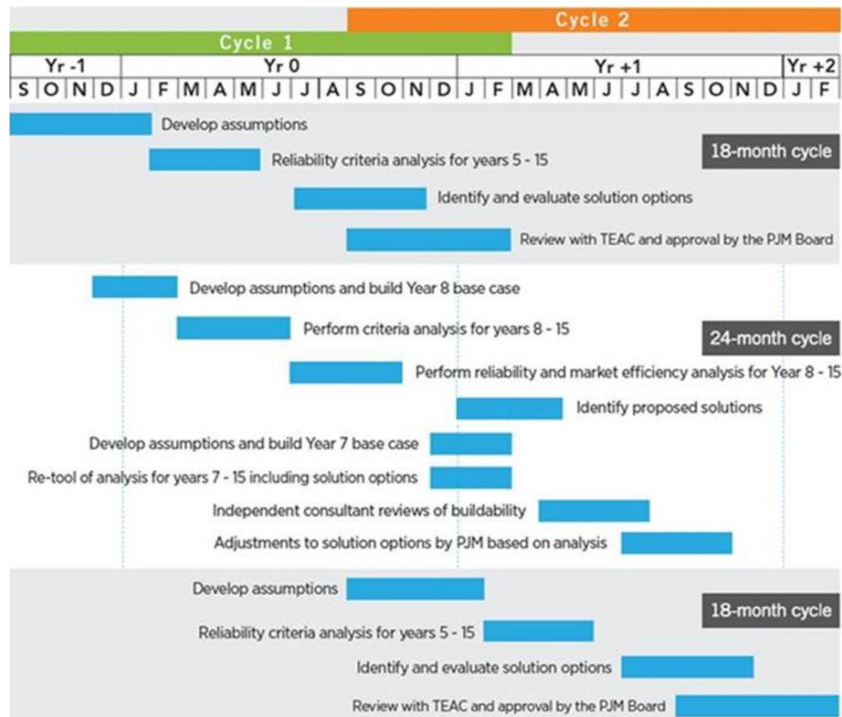 Cycle 2
Cycle 1
Yr -1 Yr 0 Yr +1 Yr +2
S O N D J F M A M J J A S O N D J F M A M J J A S O N D J F
Develop assumptions
18-month cycle
Reliability criteria analysis for years 5 - 15
Identify and evaluate solution options
Review with TEAC and approval by the PJM Board
Develop assumptions and build Year 8 base case
Perform criteria analysis for years 8 - 15
24-month cycle
Perform reliability and market efficiency analysis for Year 8 - 15
Identify proposed solutions
Develop assumptions and build Year 7 base case
Re-tool of analysis for years 7 - 15 including solution options
Independent consultant reviews of buildability
Adjustments to solution options by PJM based on analysis
Develop assumptions
18-month cycle
Reliability criteria analysis for years 5 - 15
Identify and evaluate solution options
Review with TEAC and approval by the PJM Board